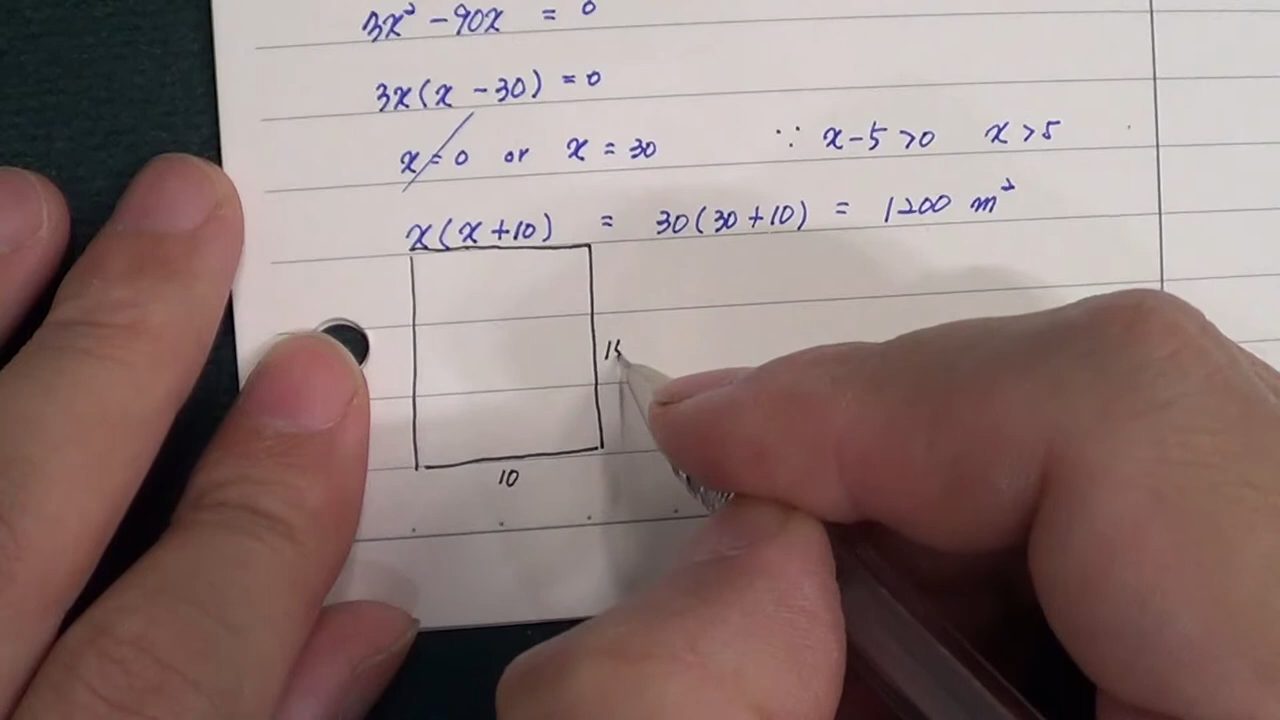 3x² - 90x = 0
3x(x - 30) = 0
x = 0 or x = 30 ∵ x - 5 > 0 x > 5
x(x + 10) = 30(30 + 10) = 1200 m²
10